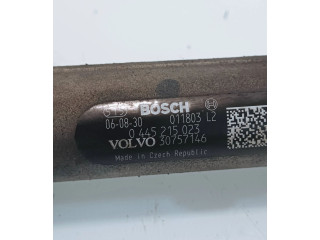 BOSCH
06-08-30 011803 L2
0 445 215 023
VOLVO 30757146
Made in Czech Republic